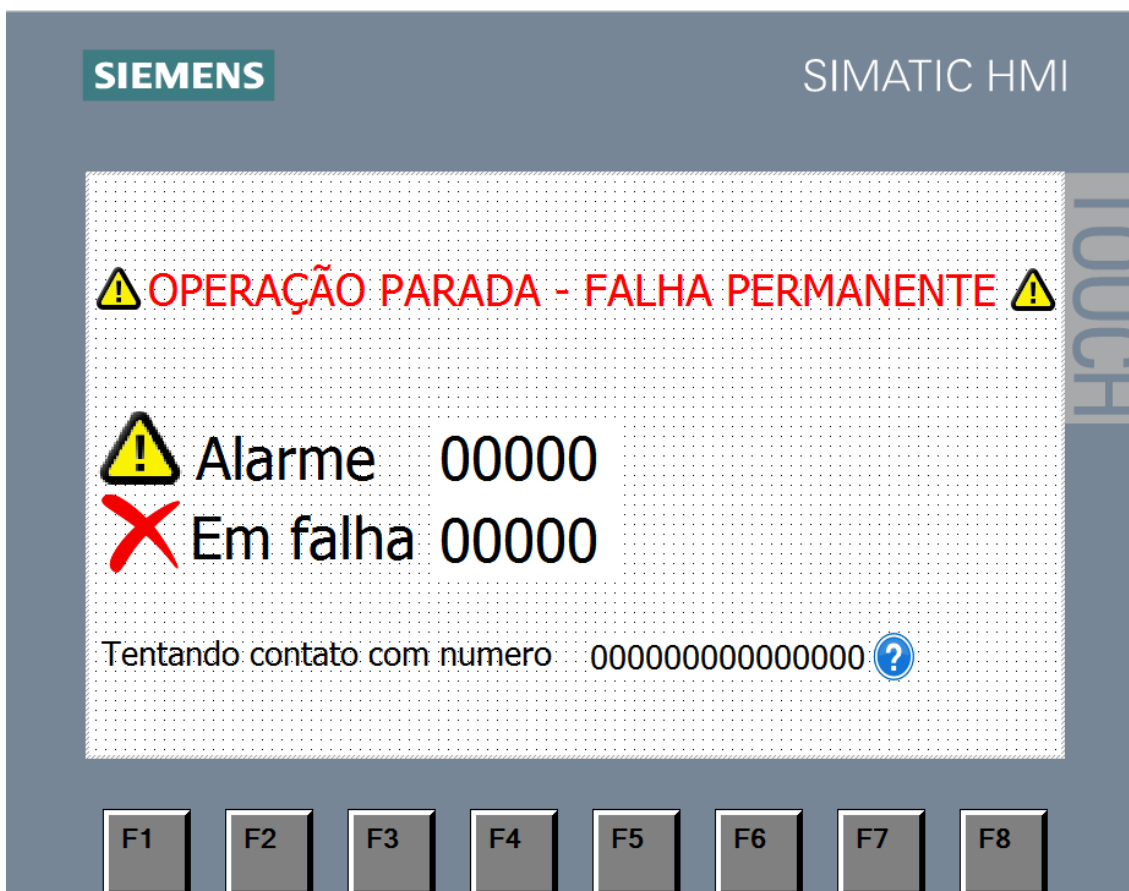 SIEMENS
SIMATIC HMI
TOUCH
OPERAÇÃO PARADA - FALHA PERMANENTE
Alarme 00000
Em falha 00000
Tentando contato com numero 000000000000000
F1 F2 F3 F4 F5 F6 F7 F8